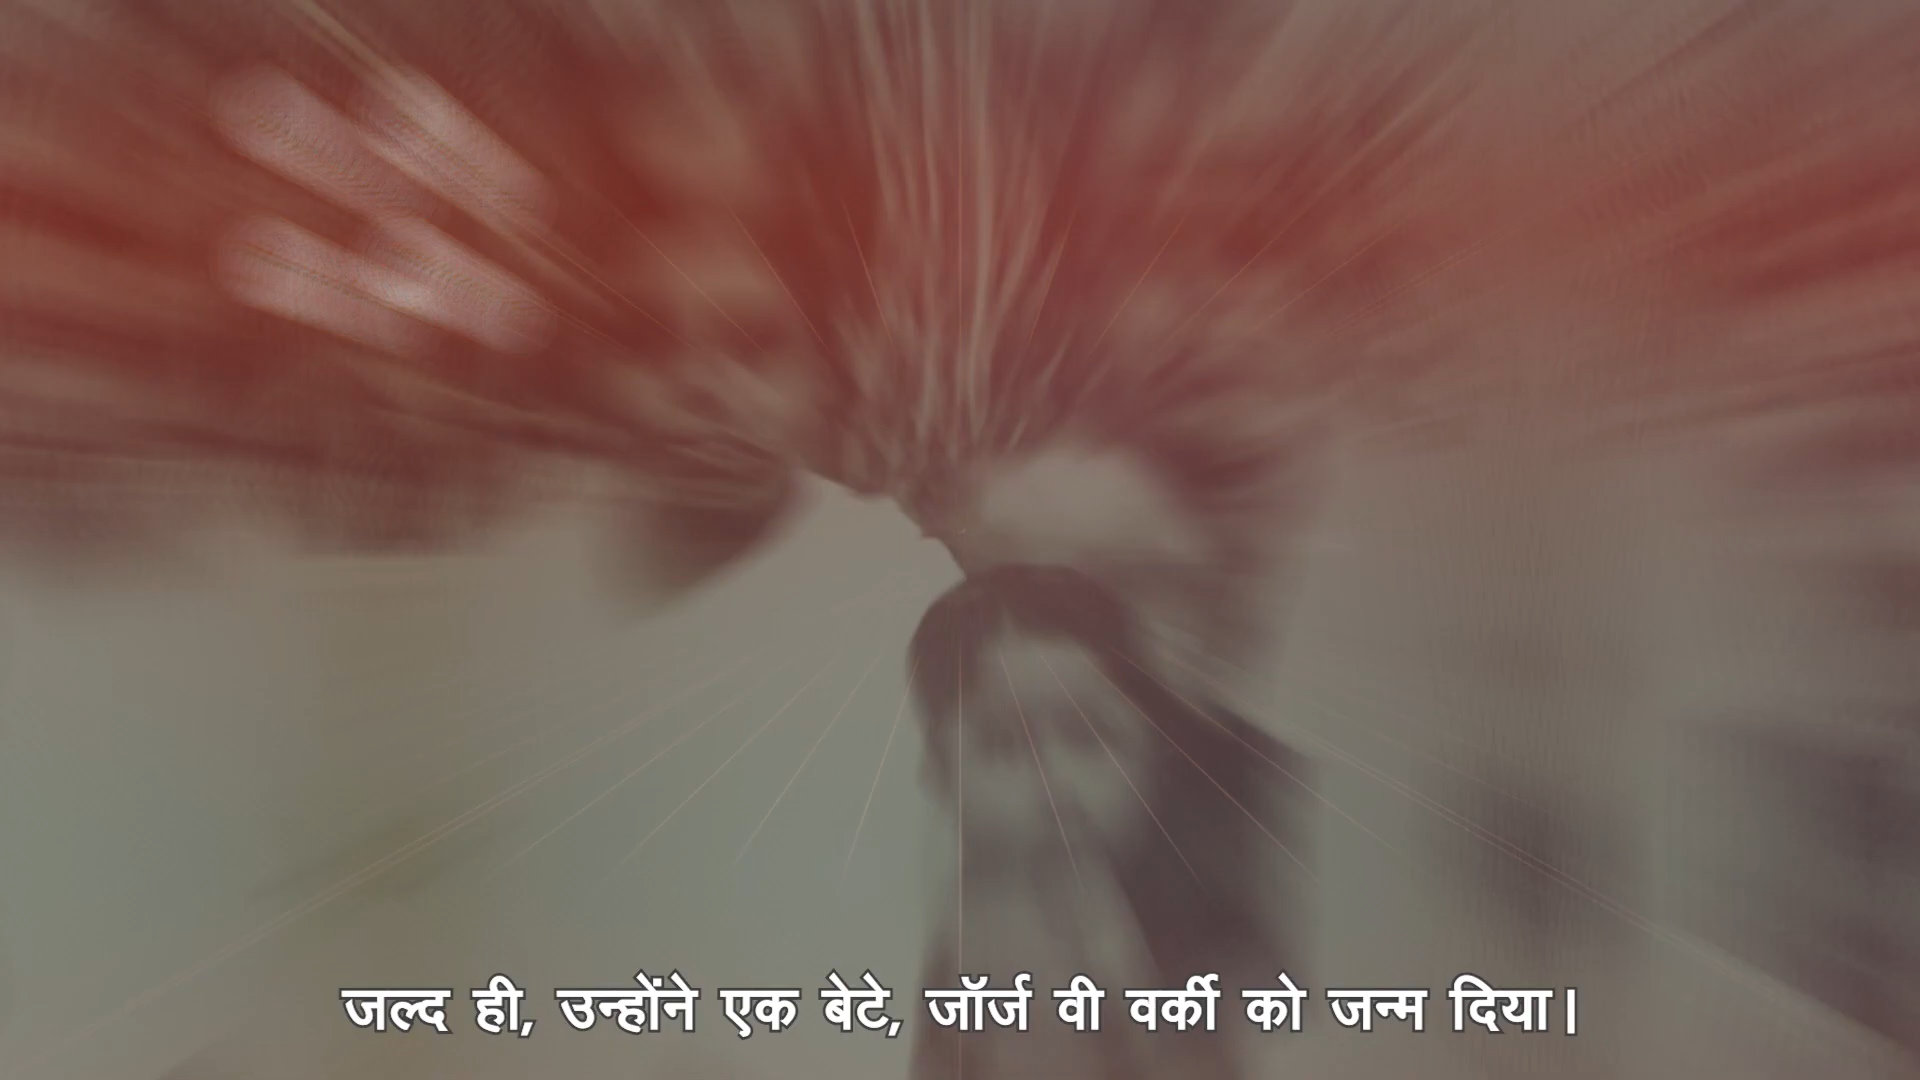 जल्द ही, उन्होंने एक बेटे, जॉर्ज वी वर्की को जन्म दिया|